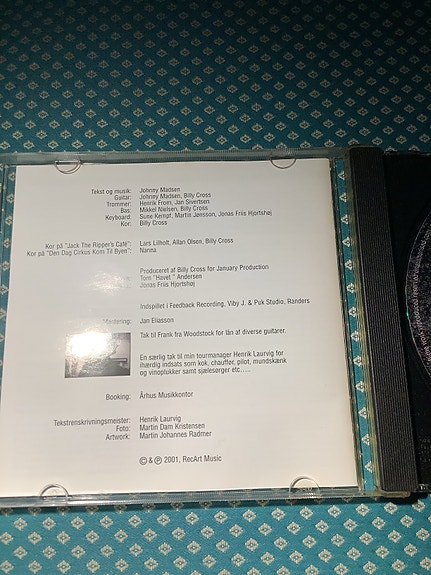 Tekst og musik: Johnny Madsen
Guitar: Johnny Madsen, Billy Cross
Trommer: Henrik From, Jan Sivertsen
Bas: Mikkel Nielsen, Billy Cross
Keyboard: Sune Kempf, Martin Jønsson, Jonas Friis Hjortshøj
Kor: Billy Cross
Kor på "Jack The Ripper's Café": Lars Lilholt, Allan Olsen, Billy Cross
Kor på "Den Dag Cirkus Kom Til Byen": Nanna
Produceret af Billy Cross for January Production
Tom "Havet" Andersen
Jonas Friis Hjortshøj
Indspillet i Feedback Recording, Viby J. & Puk Studio, Randers
Mastering: Jan Eliasson
Tak til Frank fra Woodstock for lån af diverse guitarer.
En særlig tak til min tourmanager Henrik Laurvig for
ihærdig indsats som kok, chauffør, pilot, mundskænk
og vinoplukker samt sjælesørger etc.....
Booking: Århus Musikkontor
Tekstrenskrivningsmeister: Henrik Laurvig
Foto: Martin Dam Kristensen
Artwork: Martin Johannes Radmer
© & ℗ 2001, RecArt Music